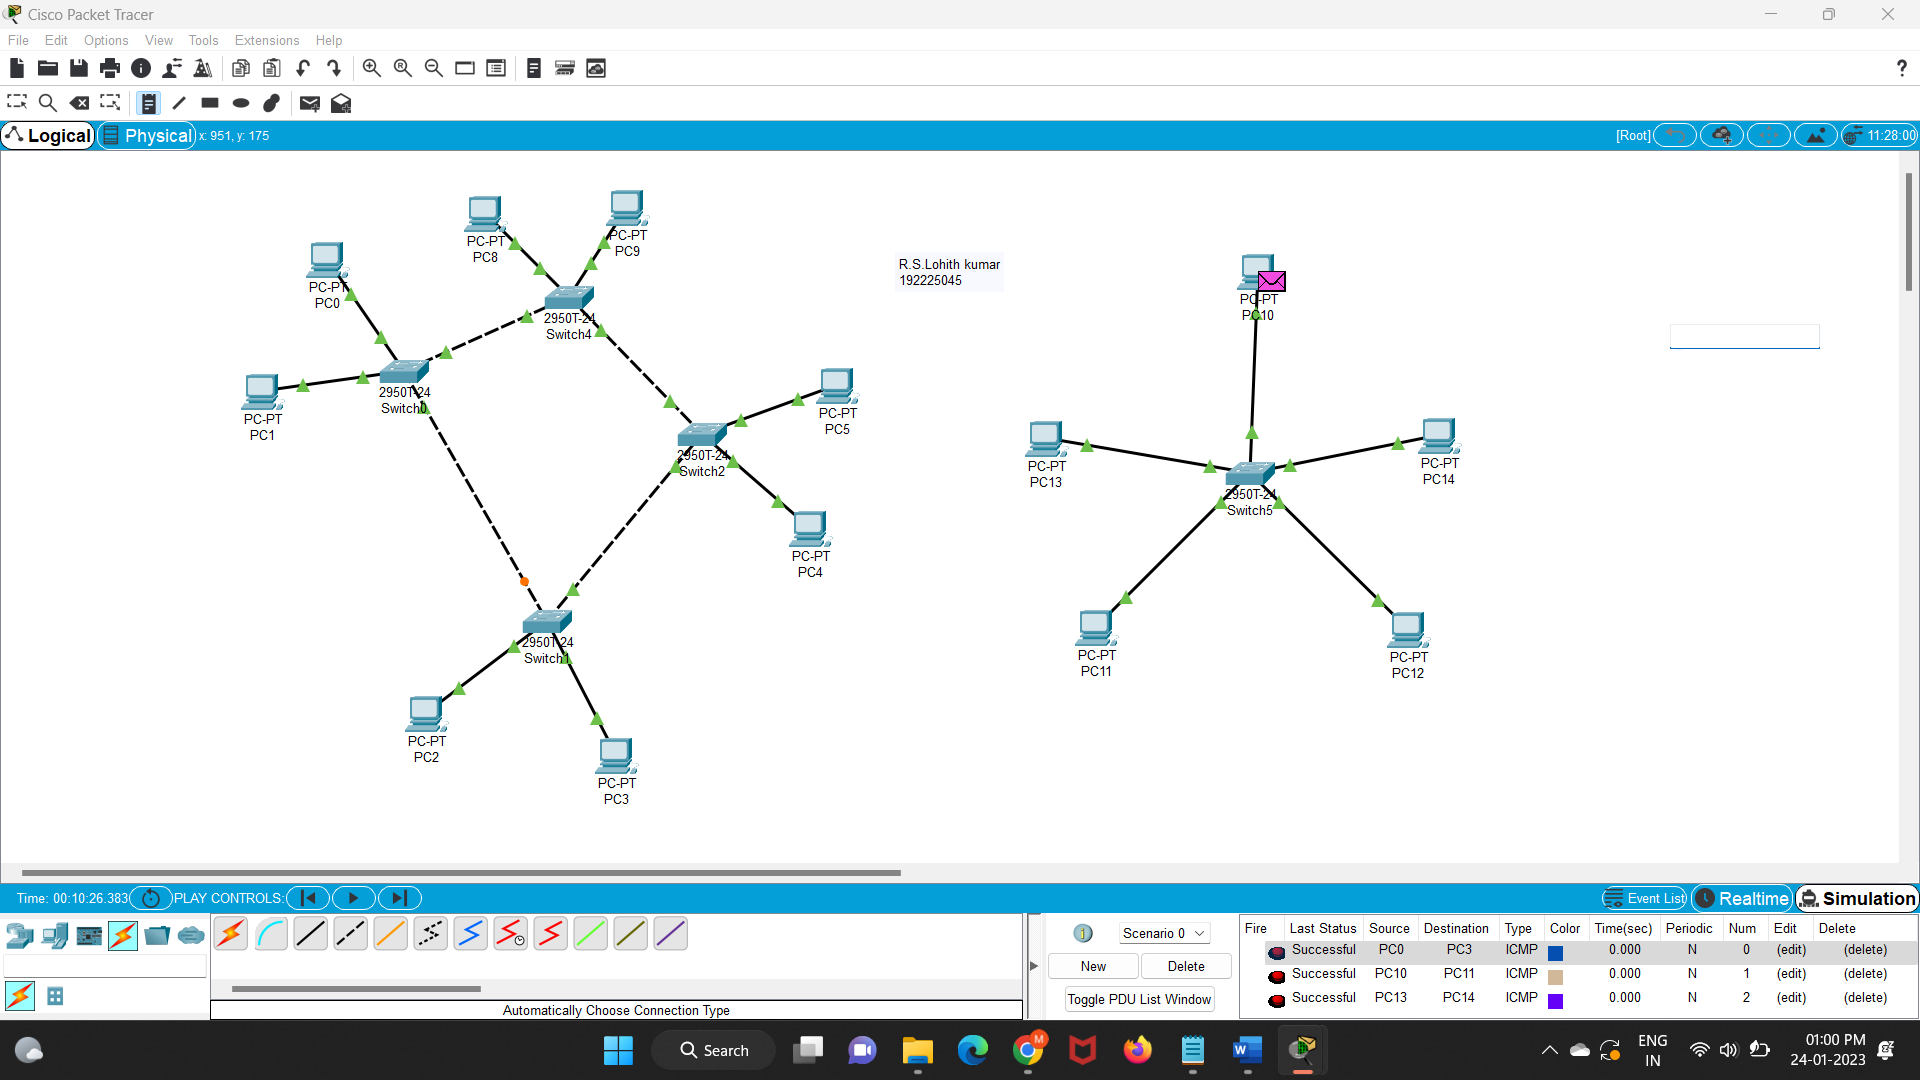 Cisco Packet Tracer
File Edit Options View Tools Extensions Help
?
Logical Physical x: 951, y: 175 [Root] 11:28:00
PC-PT
PC8
PC-PT
PC9
PC-PT
PC0
2950T-24
Switch4
R.S.Lohith kumar
192225045
PC-PT
PC10
PC-PT
PC1
2950T-24
Switch0
PC-PT
PC5
2950T-24
Switch2
PC-PT
PC13
PC-PT
PC14
2950T-24
Switch5
PC-PT
PC4
2950T-24
Switch1
PC-PT
PC11
PC-PT
PC12
PC-PT
PC2
PC-PT
PC3
Time: 00:10:26.383 PLAY CONTROLS: Event List Realtime Simulation
Scenario 0
New Delete
Toggle PDU List Window
Automatically Choose Connection Type
Fire Last Status Source Destination Type Color Time(sec) Periodic Num Edit Delete
Successful PC0 PC3 ICMP 0.000 N 0 (edit) (delete)
Successful PC10 PC11 ICMP 0.000 N 1 (edit) (delete)
Successful PC13 PC14 ICMP 0.000 N 2 (edit) (delete)
Search
M
ENG
IN
01:00 PM
24-01-2023